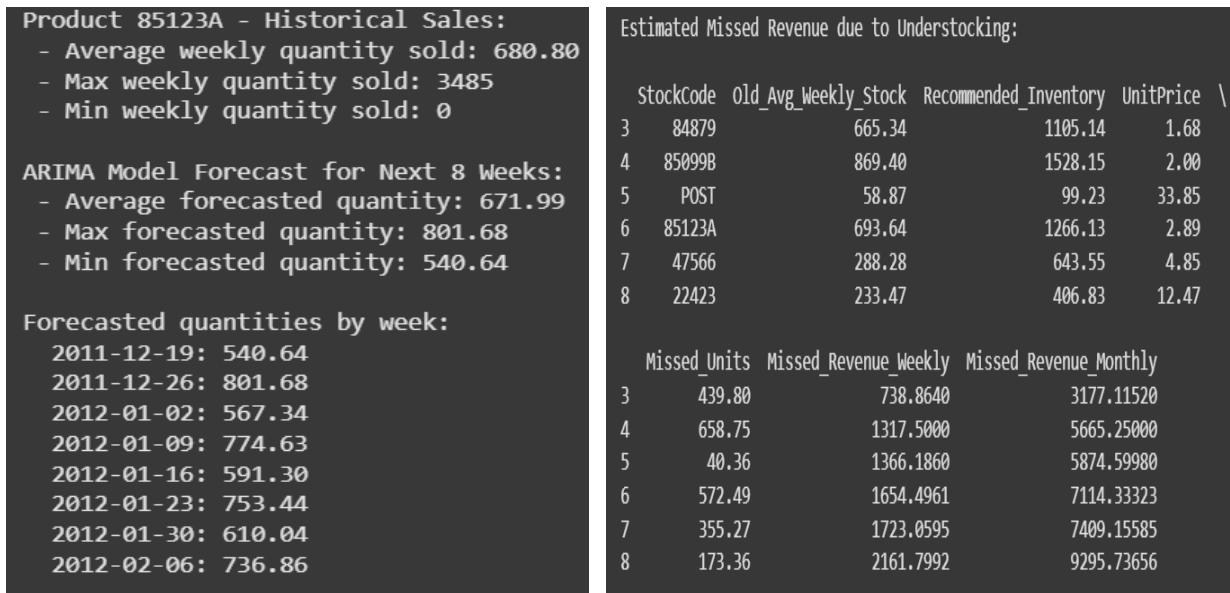 Product 85123A - Historical Sales:
- Average weekly quantity sold: 680.80
- Max weekly quantity sold: 3485
- Min weekly quantity sold: 0
ARIMA Model Forecast for Next 8 Weeks:
- Average forecasted quantity: 671.99
- Max forecasted quantity: 801.68
- Min forecasted quantity: 540.64
Forecasted quantities by week:
2011-12-19: 540.64
2011-12-26: 801.68
2012-01-02: 567.34
2012-01-09: 774.63
2012-01-16: 591.30
2012-01-23: 753.44
2012-01-30: 610.04
2012-02-06: 736.86
Estimated Missed Revenue due to Understocking:
StockCode Old_Avg_Weekly_Stock Recommended_Inventory UnitPrice \
3 84879 665.34 1105.14 1.68
4 85099B 869.40 1528.15 2.00
5 POST 58.87 99.23 33.85
6 85123A 693.64 1266.13 2.89
7 47566 288.28 643.55 4.85
8 22423 233.47 406.83 12.47
Missed_Units Missed_Revenue_Weekly Missed_Revenue_Monthly
3 439.80 738.8640 3177.11520
4 658.75 1317.5000 5665.25000
5 40.36 1366.1860 5874.59980
6 572.49 1654.4961 7114.33323
7 355.27 1723.0595 7409.15585
8 173.36 2161.7992 9295.73656